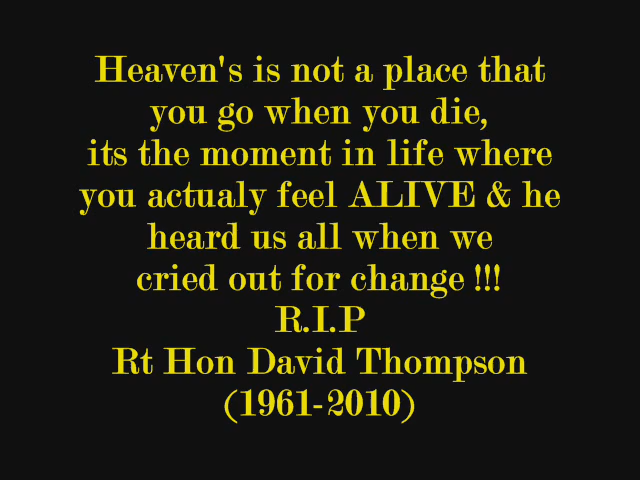 Heaven's is not a place that
you go when you die,
its the moment in life where
you actualy feel ALIVE & he
heard us all when we
cried out for change !!!
R.I.P
Rt Hon David Thompson
(1961-2010)